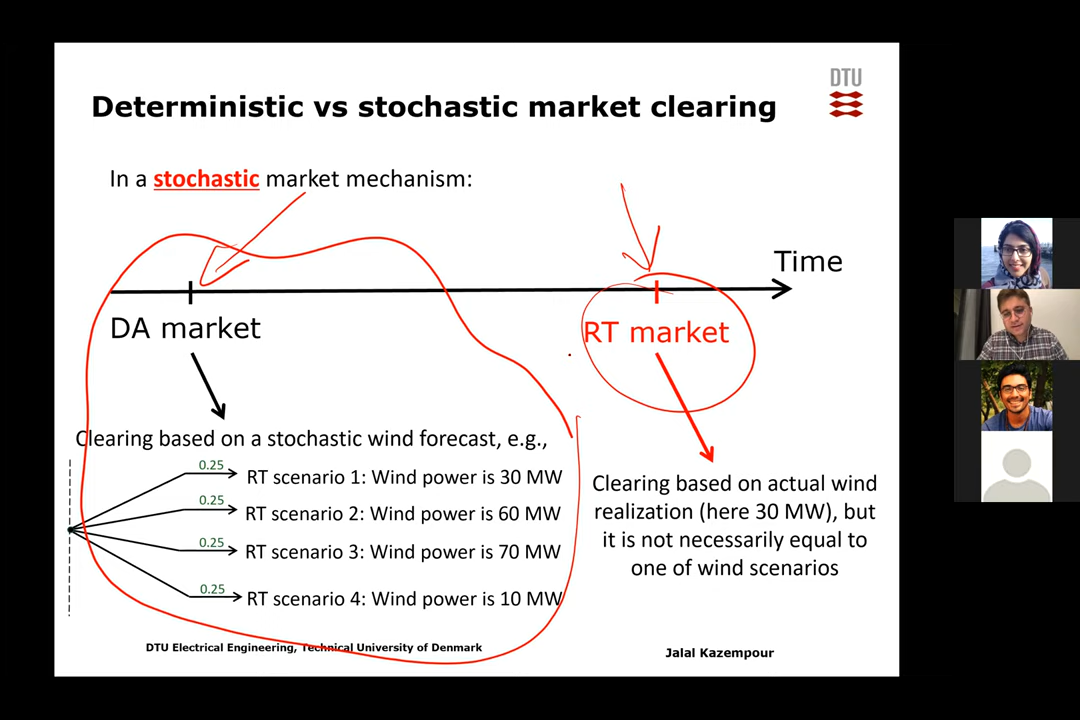 DTU
Deterministic vs stochastic market clearing
In a stochastic market mechanism:
Time
DA market
RT market
Clearing based on a stochastic wind forecast, e.g.,
0.25
RT scenario 1: Wind power is 30 MW
0.25
RT scenario 2: Wind power is 60 MW
0.25
RT scenario 3: Wind power is 70 MW
0.25
RT scenario 4: Wind power is 10 MW
Clearing based on actual wind
realization (here 30 MW), but
it is not necessarily equal to
one of wind scenarios
DTU Electrical Engineering, Technical University of Denmark
Jalal Kazempour